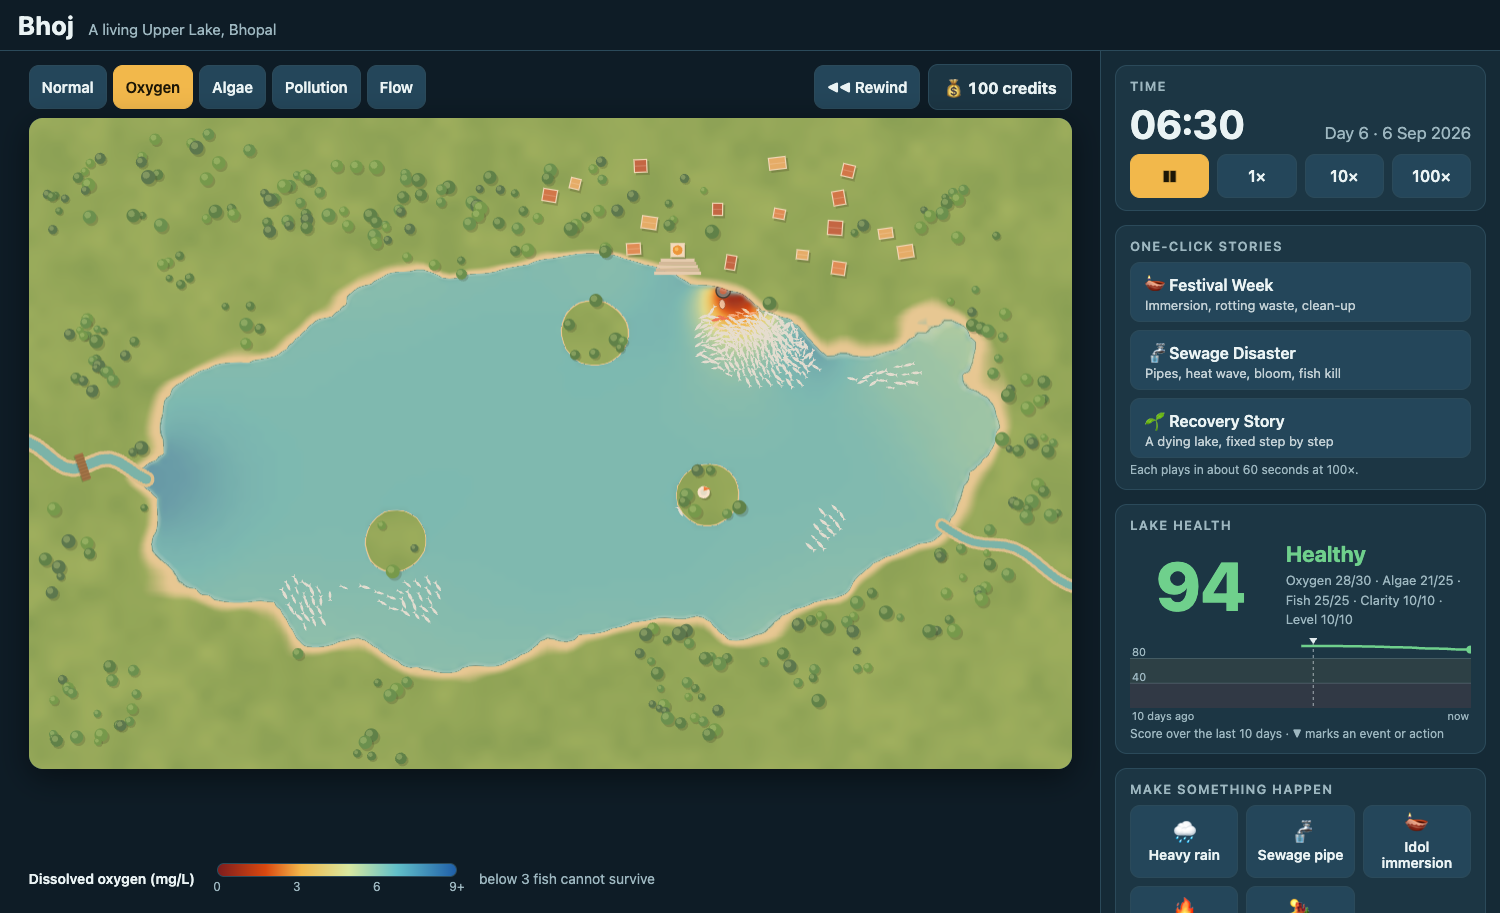 Bhoj A living Upper Lake, Bhopal
Normal Oxygen Algae Pollution Flow Rewind 100 credits
TIME
06:30 Day 6 · 6 Sep 2026
1× 10× 100×
ONE-CLICK STORIES
Festival Week
Immersion, rotting waste, clean-up
Sewage Disaster
Pipes, heat wave, bloom, fish kill
Recovery Story
A dying lake, fixed step by step
Each plays in about 60 seconds at 100×.
LAKE HEALTH
94
Healthy
Oxygen 28/30 · Algae 21/25 ·
Fish 25/25 · Clarity 10/10 ·
Level 10/10
80
40
10 days ago now
Score over the last 10 days · ▼ marks an event or action
MAKE SOMETHING HAPPEN
Heavy rain
Sewage pipe
Idol
immersion
Dissolved oxygen (mg/L)
0 3 6 9+
below 3 fish cannot survive